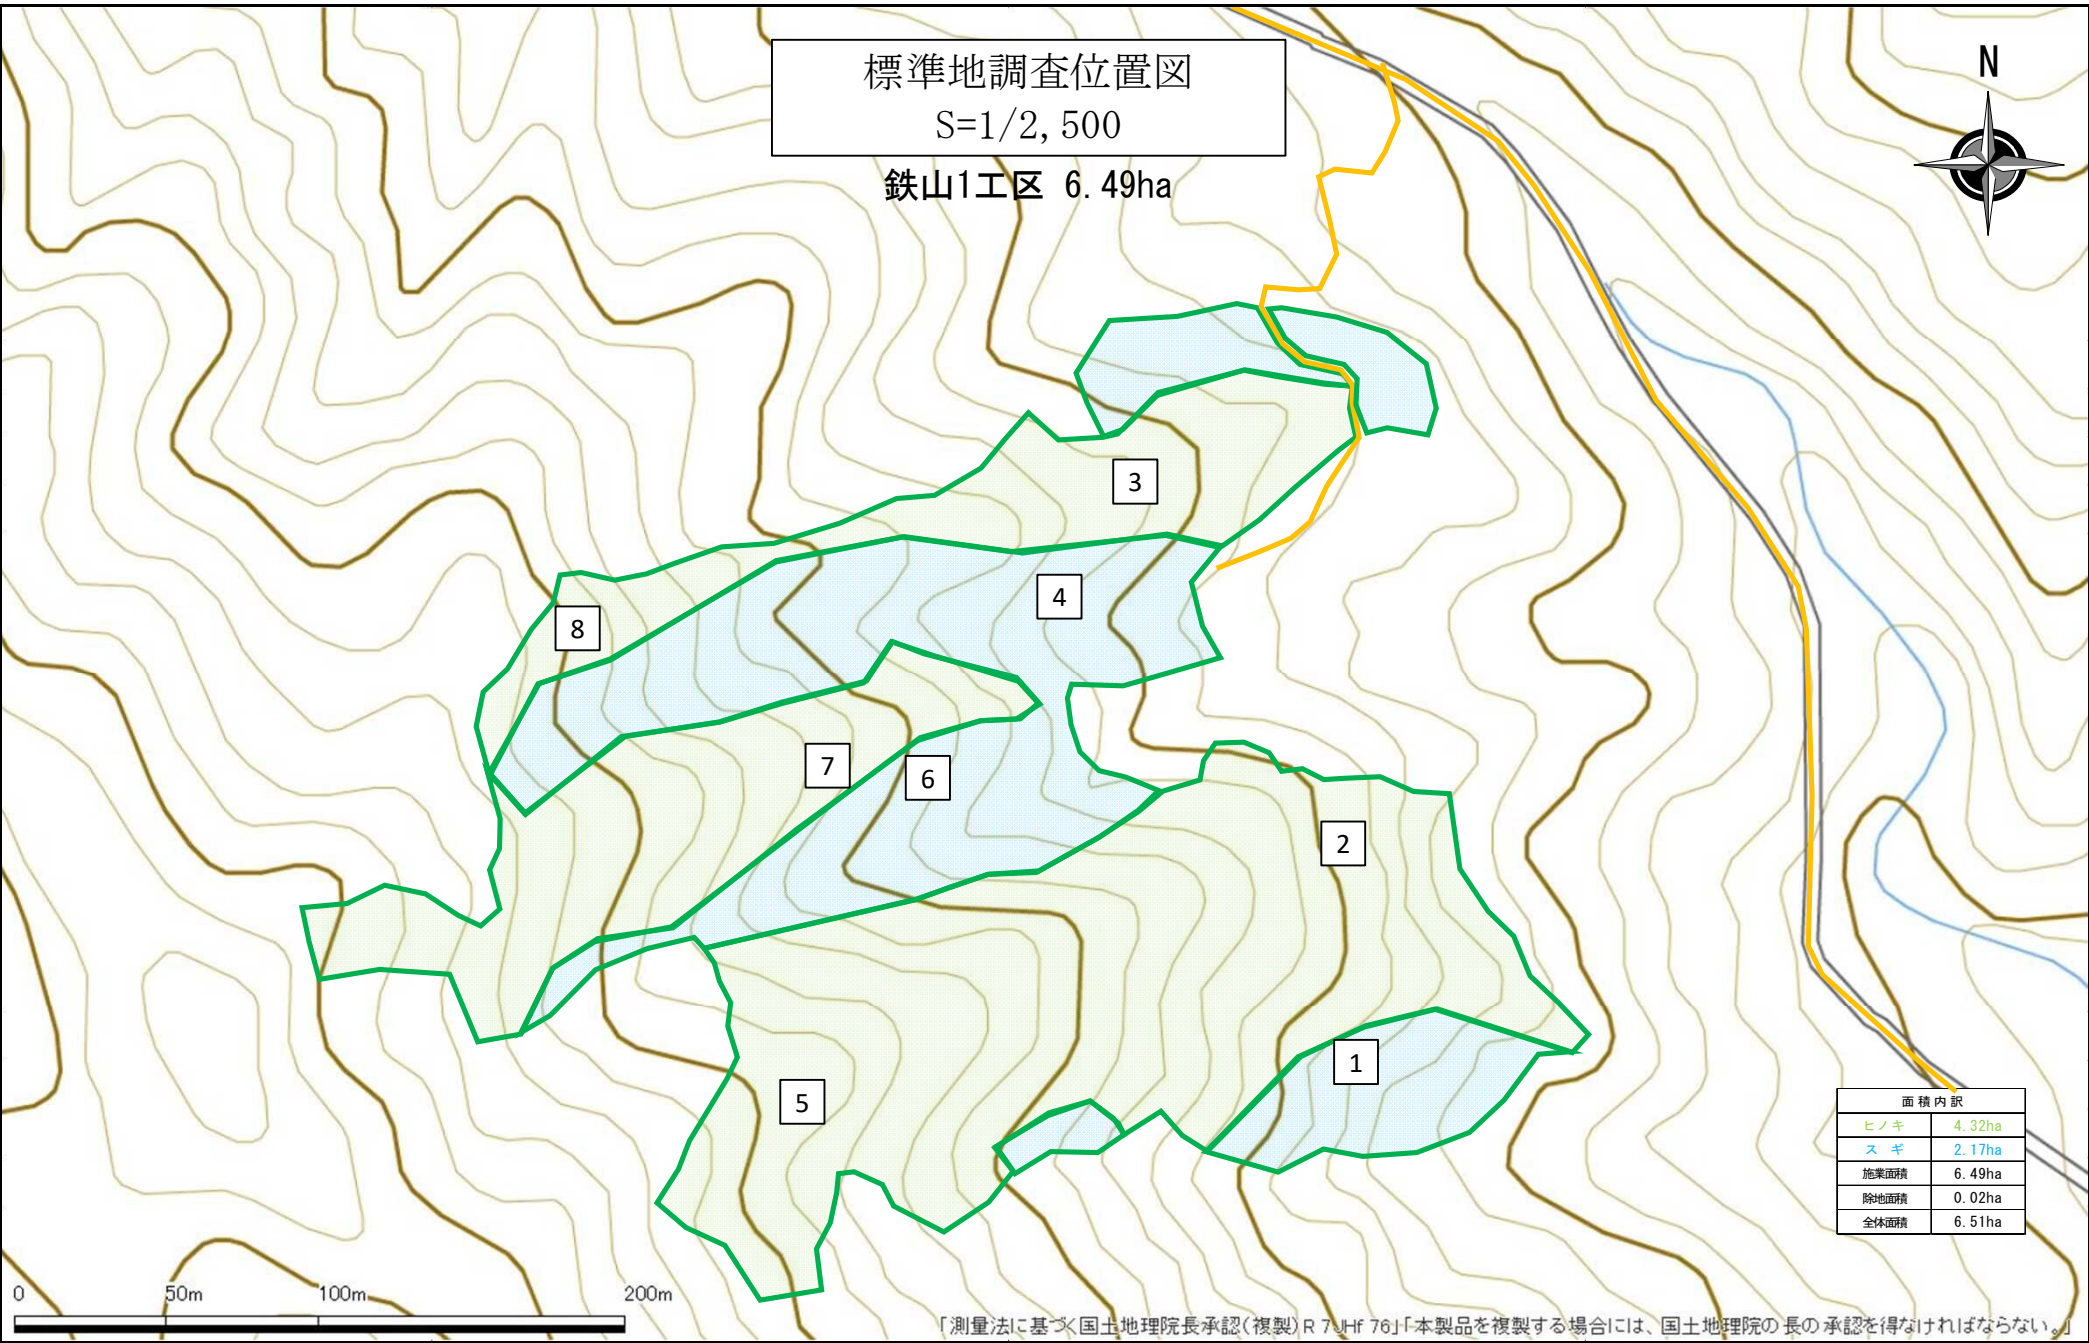 標準地調査位置図
S=1/2,500
鉄山1工区 6.49ha
N
3
4
8
7
6
2
1
5
面積内訳
ヒノキ 4.32ha
スギ 2.17ha
施業面積 6.49ha
除地面積 0.02ha
全体面積 6.51ha
0 50m 100m 200m
「測量法に基づく国土地理院長承認(複製)R 7JHf 76」「本製品を複製する場合には、国土地理院の長の承認を得なければならない。」